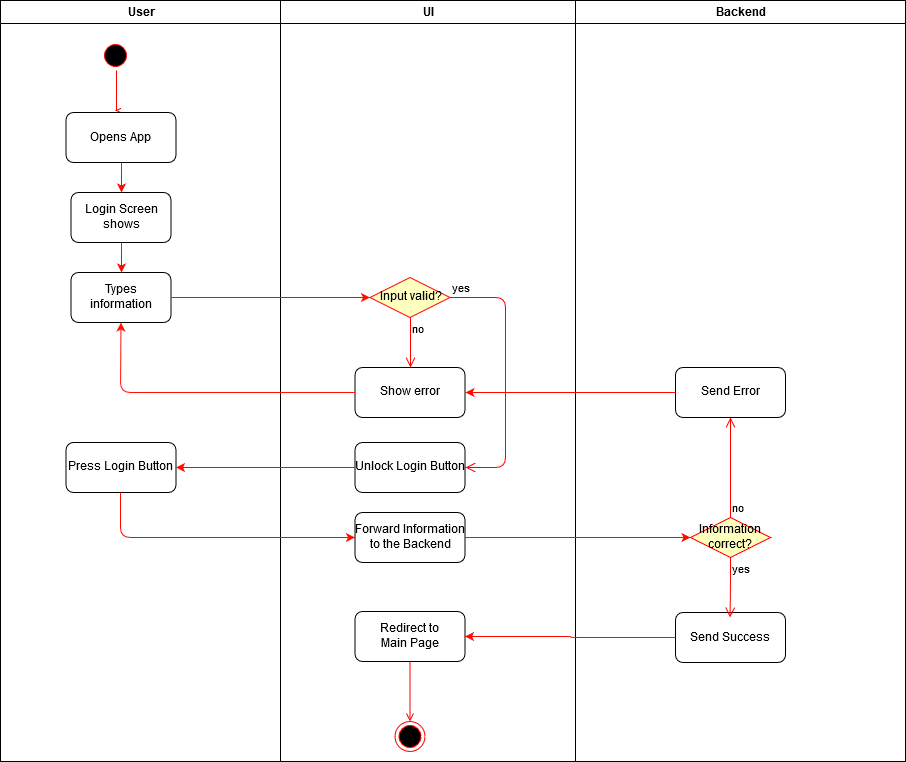 User
UI
Backend
Opens App
Login Screen
shows
Types
information
Input valid?
yes
no
Show error
Send Error
Press Login Button
Unlock Login Button
no
Forward Information
to the Backend
Information
correct?
yes
Redirect to
Main Page
Send Success